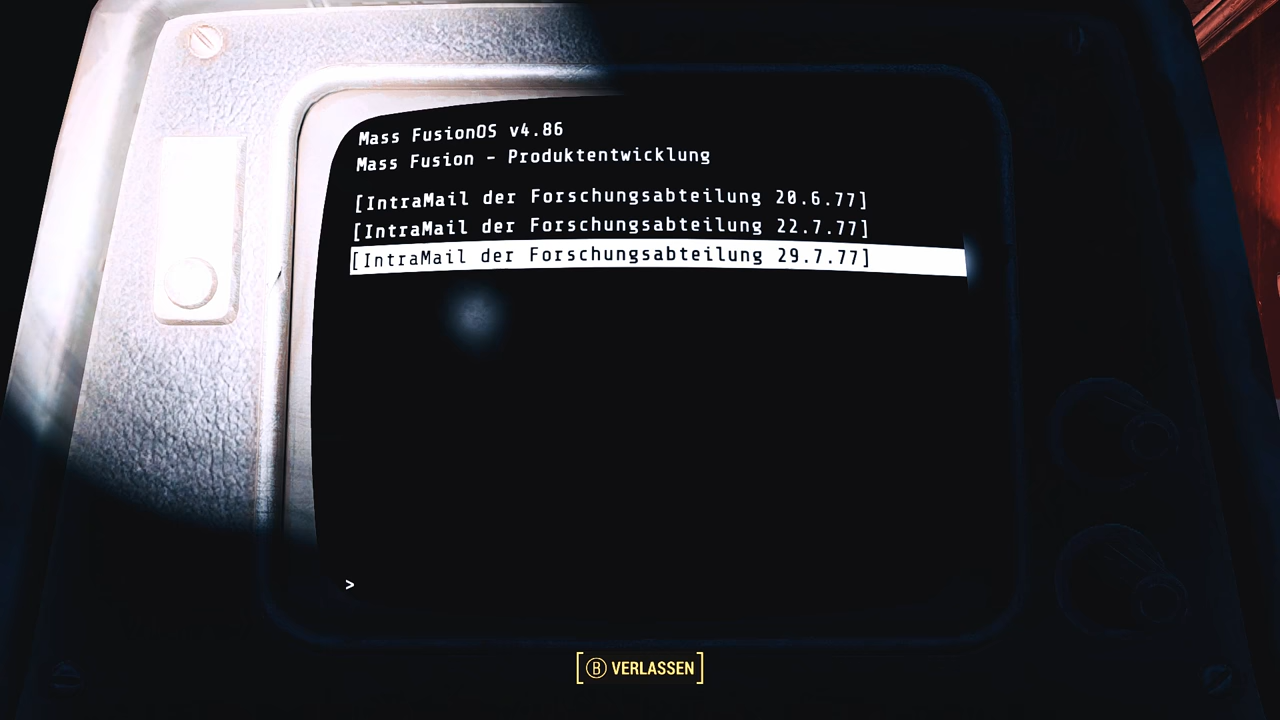 Mass FusionOS v4.86
Mass Fusion - Produktentwicklung
[IntraMail der Forschungsabteilung 20.6.77]
[IntraMail der Forschungsabteilung 22.7.77]
[IntraMail der Forschungsabteilung 29.7.77]
>
[Ⓑ VERLASSEN]